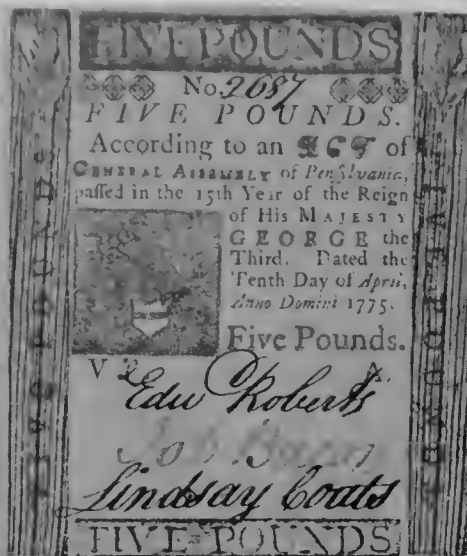 FIVE POUNDS
No. 2687
FIVE POUNDS.
According to an ACT of
GENERAL ASSEMBLY of Penſylvania,
paſſed in the 15th Year of the Reign
of His MAJESTY
GEORGE the
Third. Dated the
Tenth Day of April,
Anno Domini 1775.
Five Pounds.
Edw Roberts
Lindsay Coats
FIVE POUNDS